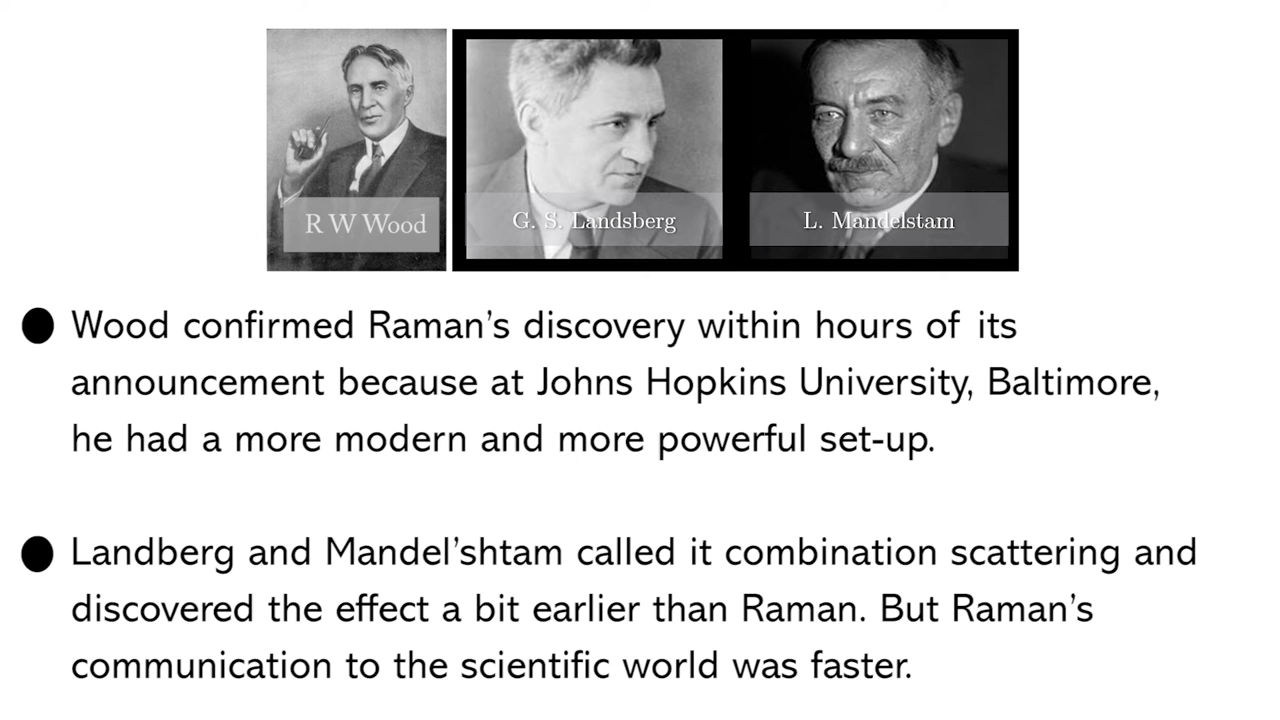 R W Wood
G. S. Landsberg
L. Mandelstam
● Wood confirmed Raman’s discovery within hours of its
announcement because at Johns Hopkins University, Baltimore,
he had a more modern and more powerful set-up.
● Landberg and Mandel’shtam called it combination scattering and
discovered the effect a bit earlier than Raman. But Raman’s
communication to the scientific world was faster.